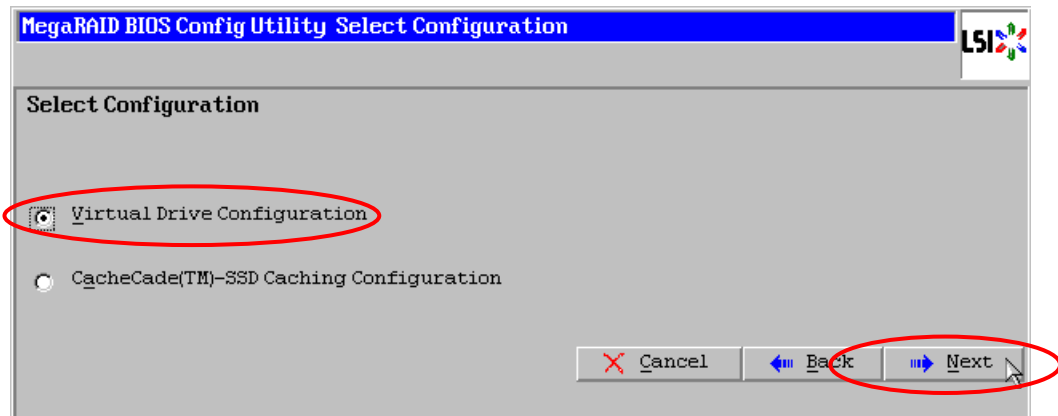 MegaRAID BIOS Config Utility Select Configuration
LSI
Select Configuration
Virtual Drive Configuration
CacheCade(TM)-SSD Caching Configuration
Cancel
Back
Next